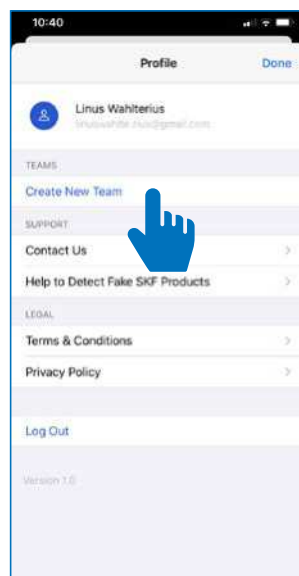 10:40
Profile
Done
Linus Wahlterius
TEAMS
Create New Team
SUPPORT
Contact Us
Help to Detect Fake SKF Products
LEGAL
Terms & Conditions
Privacy Policy
Log Out
Version 1.0